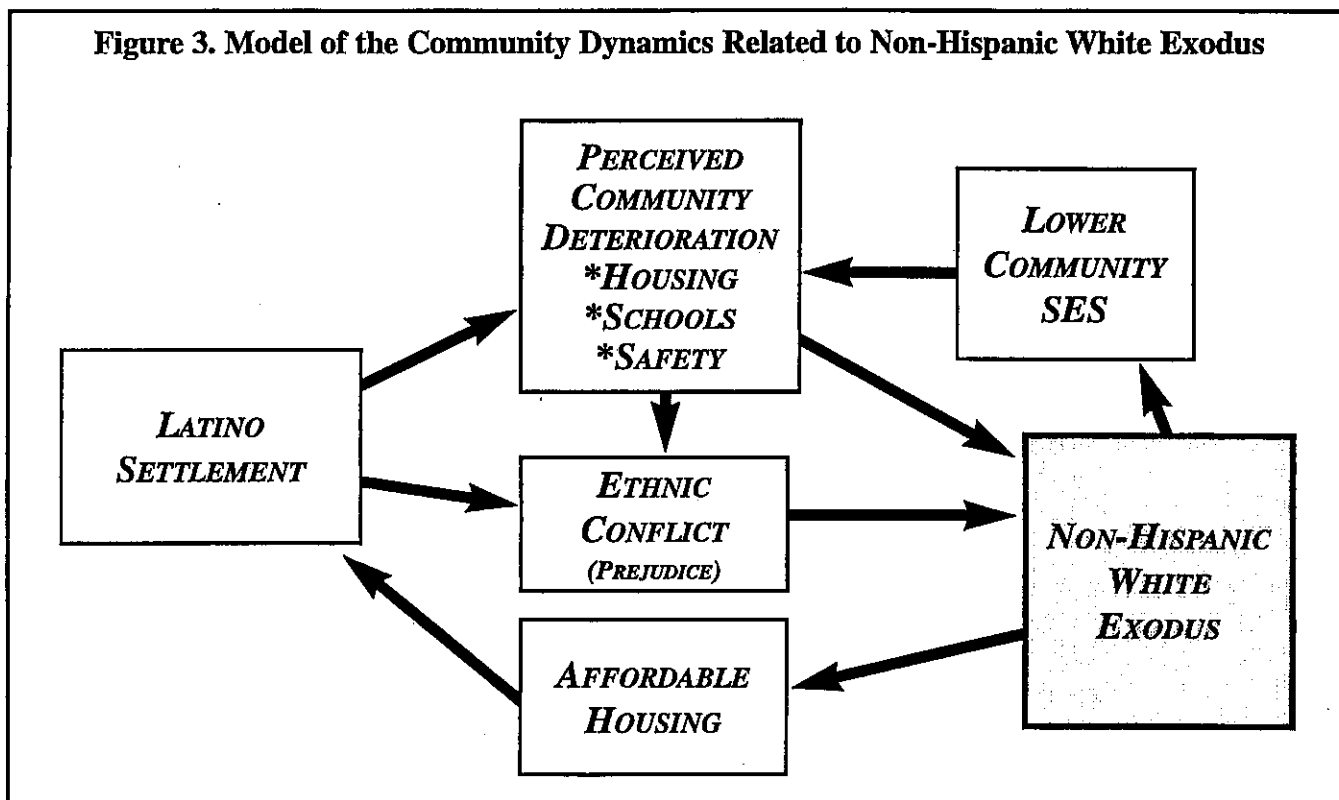 Figure 3. Model of the Community Dynamics Related to Non-Hispanic White Exodus
PERCEIVED
COMMUNITY
DETERIORATION
*HOUSING
*SCHOOLS
*SAFETY
LOWER
COMMUNITY
SES
LATINO
SETTLEMENT
ETHNIC
CONFLICT
(PREJUDICE)
NON-HISPANIC
WHITE
EXODUS
AFFORDABLE
HOUSING